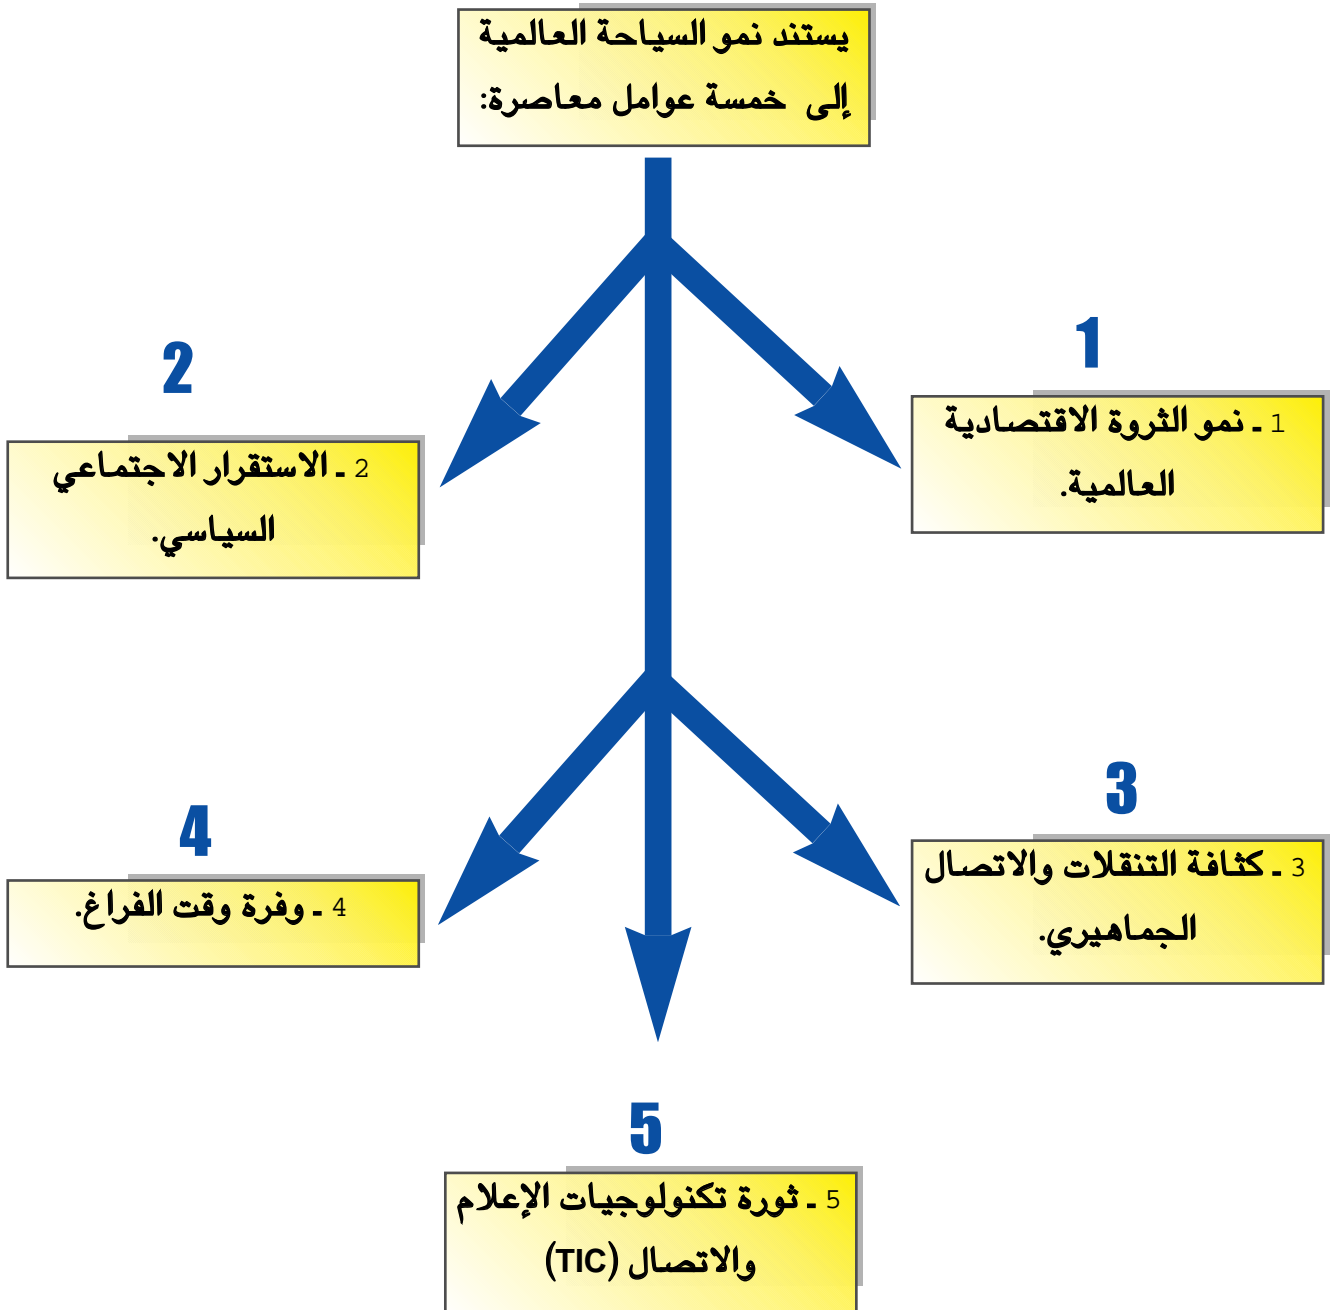 يستند نمو السياحة العالمية
إلى خمسة عوامل معاصرة:
1
1 ـ نمو الثروة الاقتصادية
العالمية.
2
2 ـ الاستقرار الاجتماعي
السياسي.
3
3 ـ كثافة التنقلات والاتصال
الجماهيري.
4
4 ـ وفرة وقت الفراغ.
5
5 ـ ثورة تكنولوجيات الإعلام
والاتصال (TIC)